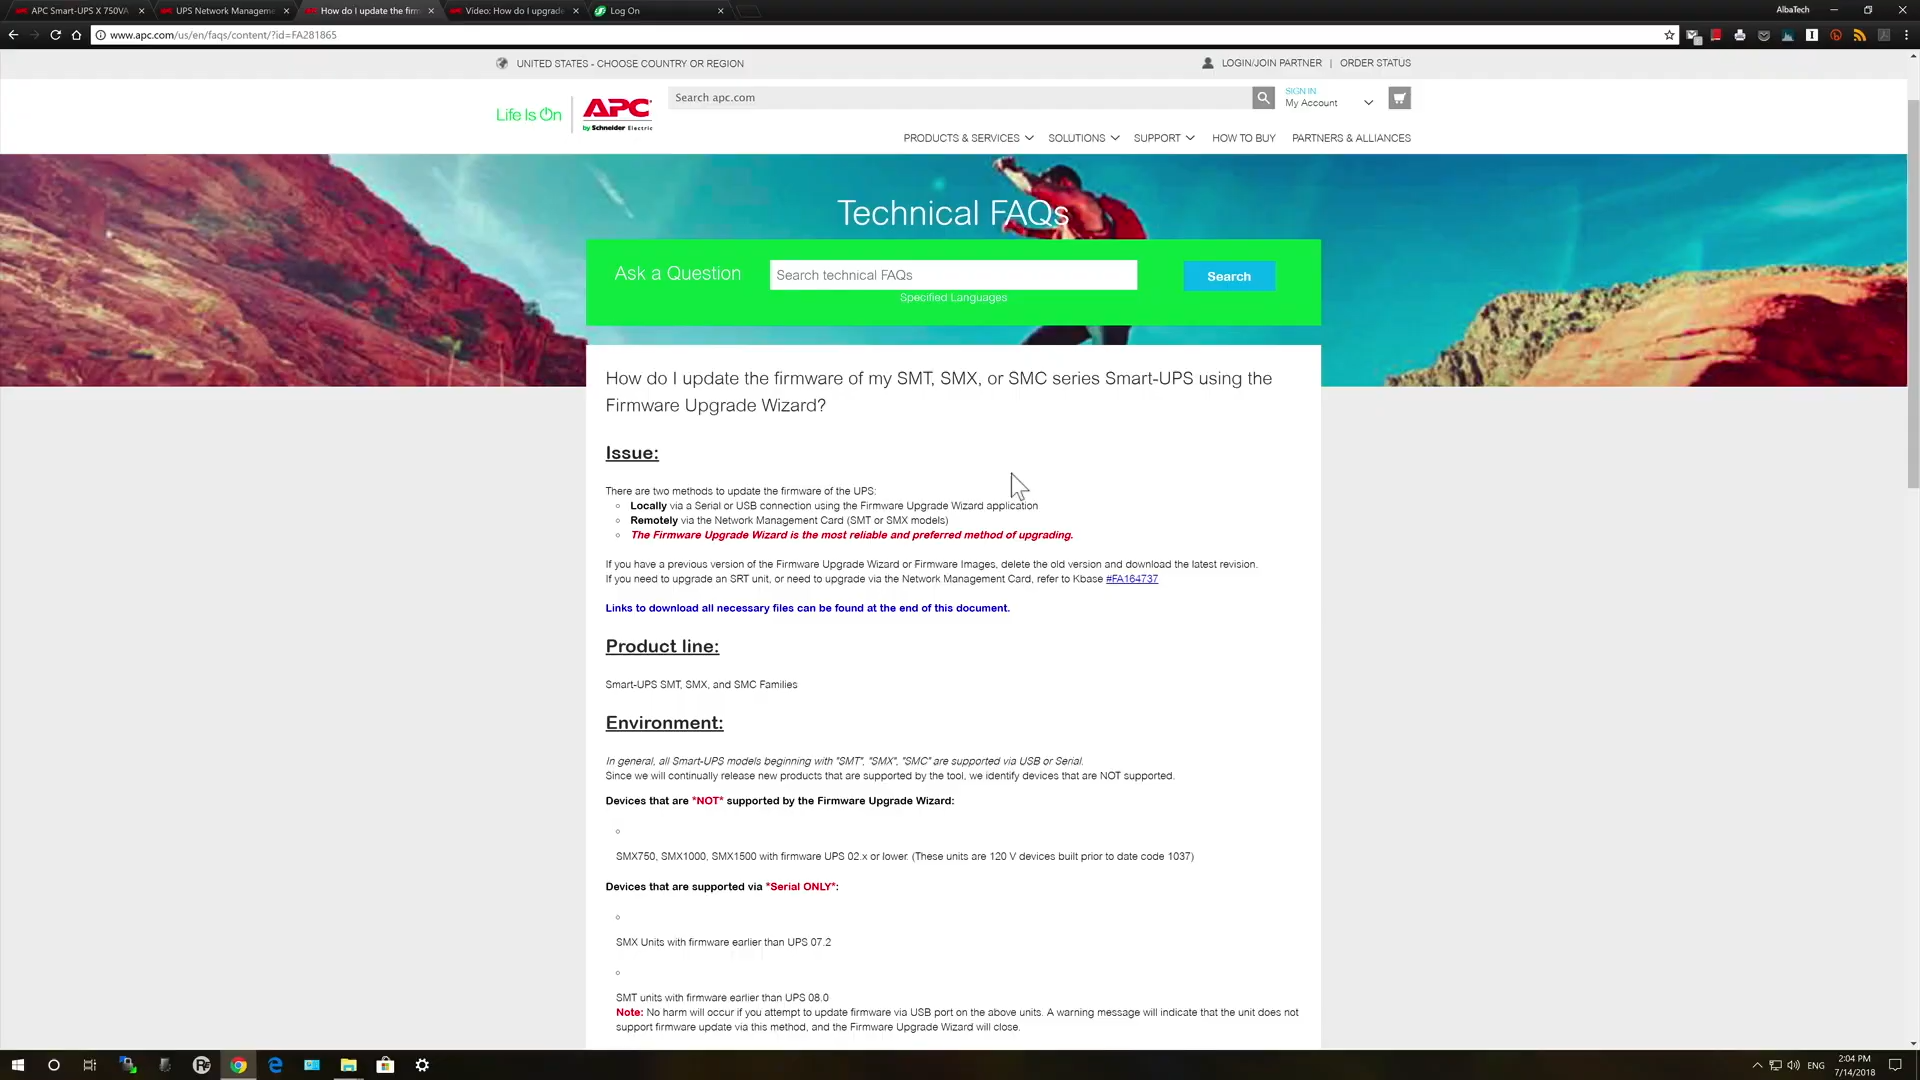 APC Smart-UPS X 750VA
UPS Network Manageme
How do I update the firm
Video: How do I upgrade
Log On
AlbaTech
www.apc.com/us/en/faqs/content/?id=FA281865
UNITED STATES - CHOOSE COUNTRY OR REGION
LOGIN/JOIN PARTNER | ORDER STATUS
Life Is On
APC
by Schneider Electric
Search apc.com
SIGN IN
My Account
PRODUCTS & SERVICES
SOLUTIONS
SUPPORT
HOW TO BUY
PARTNERS & ALLIANCES
Technical FAQs
Ask a Question
Search technical FAQs
Search
Specified Languages
How do I update the firmware of my SMT, SMX, or SMC series Smart-UPS using the
Firmware Upgrade Wizard?
Issue:
There are two methods to update the firmware of the UPS:
Locally via a Serial or USB connection using the Firmware Upgrade Wizard application
Remotely via the Network Management Card (SMT or SMX models)
The Firmware Upgrade Wizard is the most reliable and preferred method of upgrading.
If you have a previous version of the Firmware Upgrade Wizard or Firmware Images, delete the old version and download the latest revision.
If you need to upgrade an SRT unit, or need to upgrade via the Network Management Card, refer to Kbase #FA164737
Links to download all necessary files can be found at the end of this document.
Product line:
Smart-UPS SMT, SMX, and SMC Families
Environment:
In general, all Smart-UPS models beginning with "SMT", "SMX", "SMC" are supported via USB or Serial.
Since we will continually release new products that are supported by the tool, we identify devices that are NOT supported.
Devices that are *NOT* supported by the Firmware Upgrade Wizard:
SMX750, SMX1000, SMX1500 with firmware UPS 02.x or lower. (These units are 120 V devices built prior to date code 1037)
Devices that are supported via *Serial ONLY*:
SMX Units with firmware earlier than UPS 07.2
SMT units with firmware earlier than UPS 08.0
Note: No harm will occur if you attempt to update firmware via USB port on the above units. A warning message will indicate that the unit does not
support firmware update via this method, and the Firmware Upgrade Wizard will close.
ENG
2:04 PM
7/14/2018